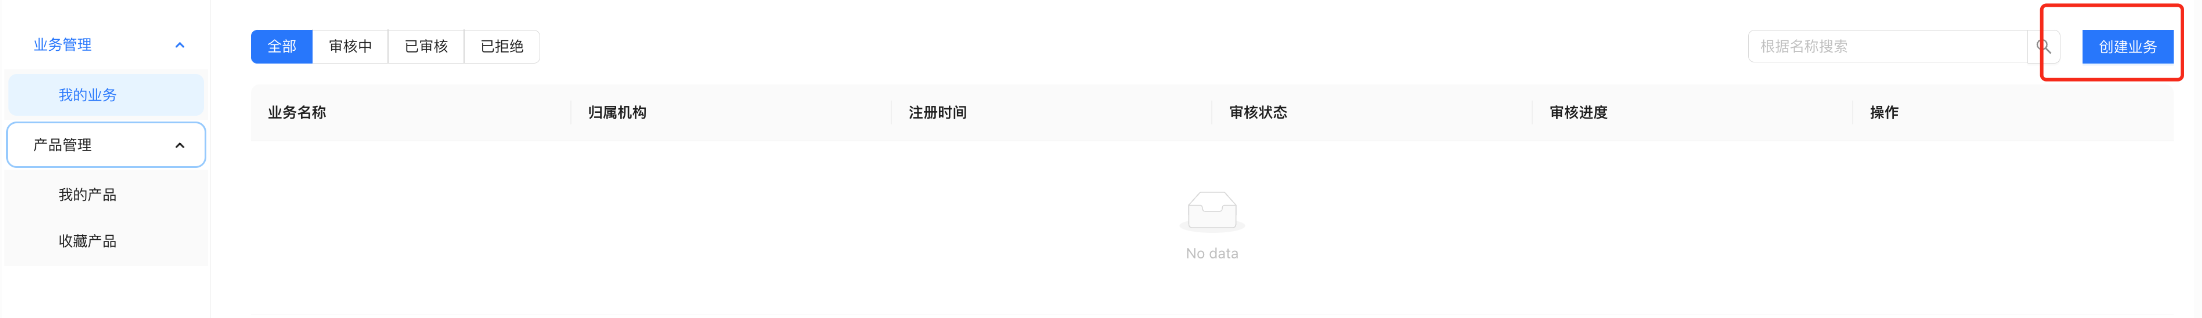 业务管理
我的业务
产品管理
我的产品
收藏产品
全部 审核中 已审核 已拒绝 根据名称搜索 创建业务
业务名称 归属机构 注册时间 审核状态 审核进度 操作
No data